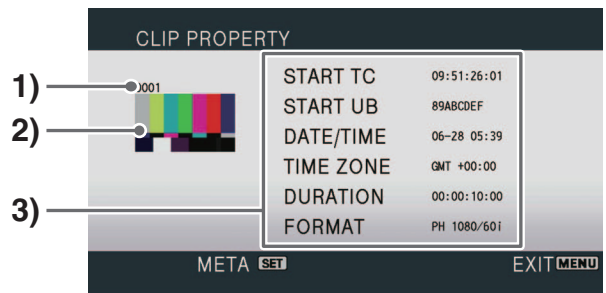 CLIP PROPERTY
1)
0001
2)
3)
START TC 09:51:26:01
START UB 89ABCDEF
DATE/TIME 06-28 05:39
TIME ZONE GMT +00:00
DURATION 00:00:10:00
FORMAT PH 1080/60i
META SET
EXIT MENU